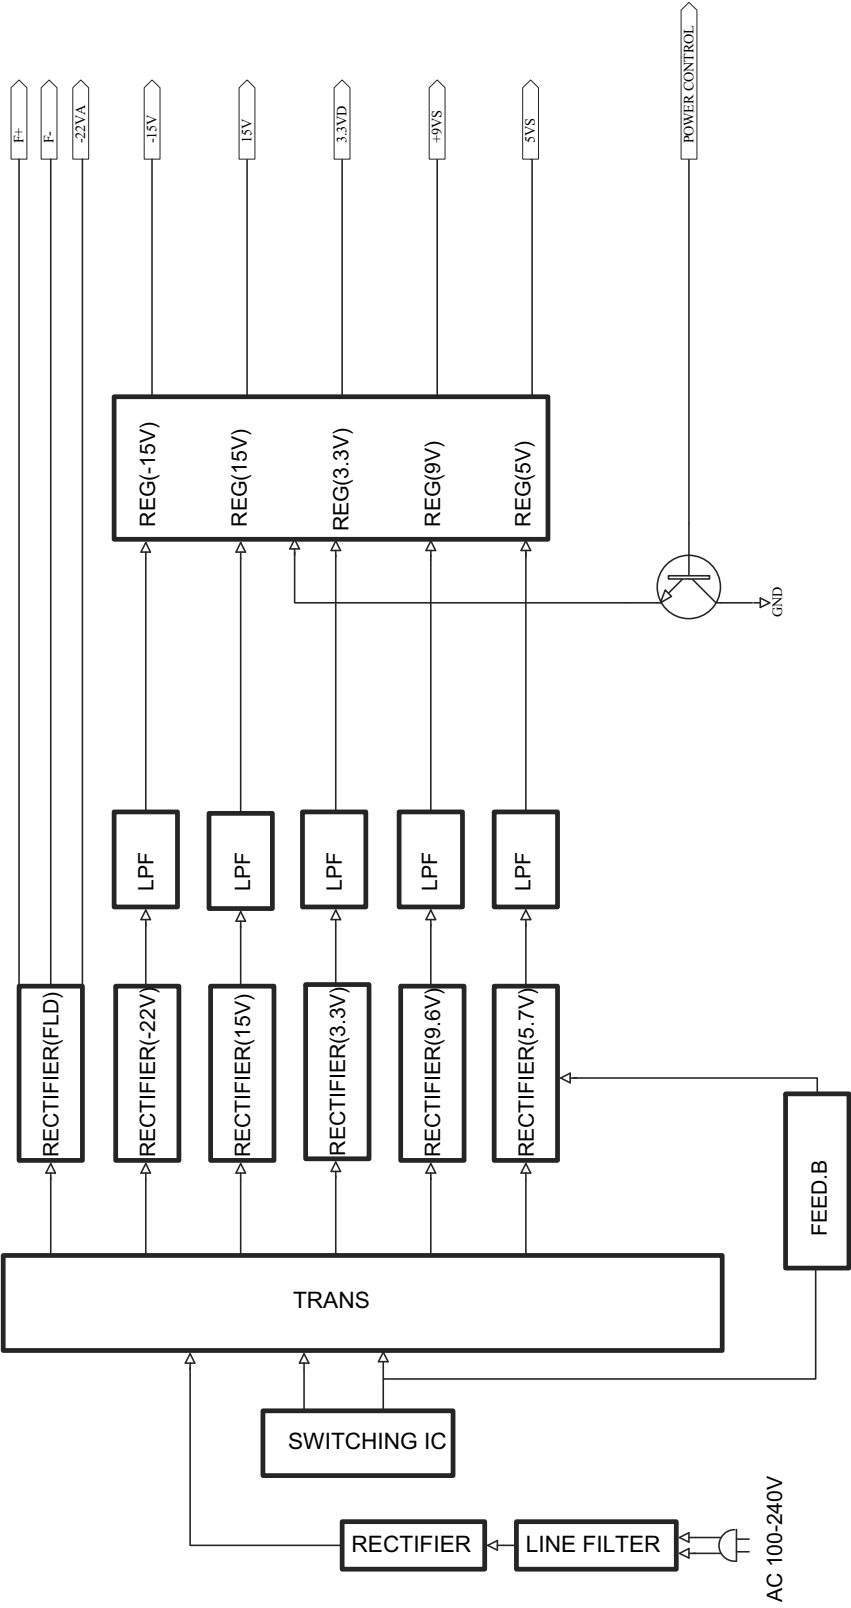 F+
F-
-22VA
-15V
15V
3.3VD
+9VS
5VS
POWER CONTROL
REG(-15V)
REG(15V)
REG(3.3V)
REG(9V)
REG(5V)
GND
LPF
LPF
LPF
LPF
LPF
RECTIFIER(FLD)
RECTIFIER(-22V)
RECTIFIER(15V)
RECTIFIER(3.3V)
RECTIFIER(9.6V)
RECTIFIER(5.7V)
FEED.B
TRANS
SWITCHING IC
RECTIFIER
LINE FILTER
AC 100-240V